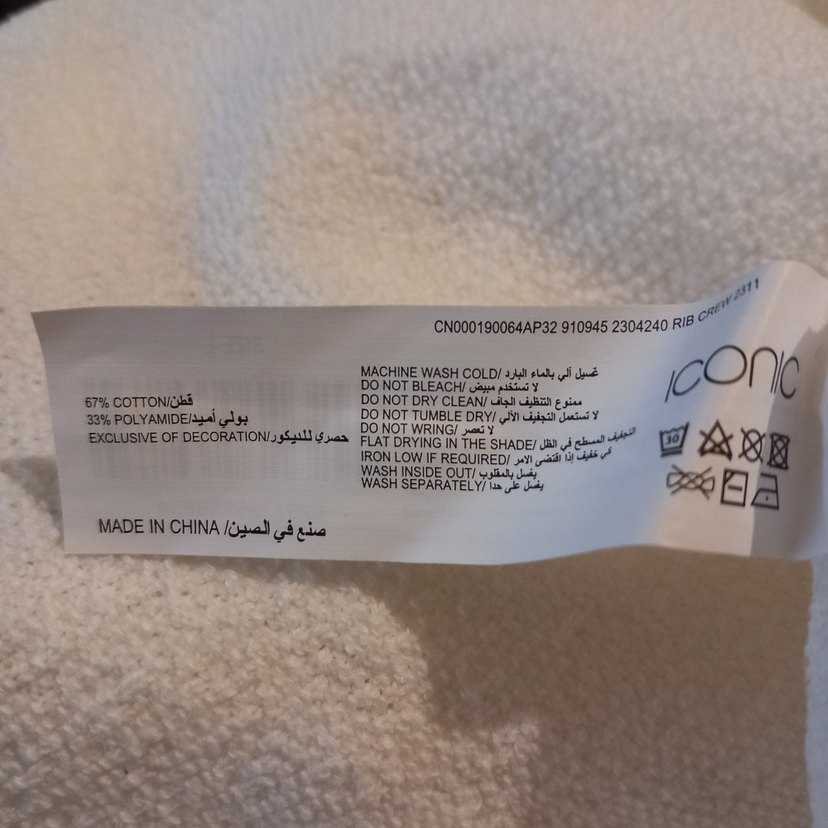 CN000190064AP32 910945 2304240 RIB CREW 2311
ICONIC
67% COTTON/قطن
33% POLYAMIDE/بولي أميد
EXCLUSIVE OF DECORATION/حصري للديكور
MADE IN CHINA /صنع في الصين
MACHINE WASH COLD/ غسيل آلي بالماء البارد
DO NOT BLEACH/ لا تستخدم مبيض
DO NOT DRY CLEAN/ ممنوع التنظيف الجاف
DO NOT TUMBLE DRY/ لا تستعمل التجفيف الآلي
DO NOT WRING/ لا تعصر
FLAT DRYING IN THE SHADE/ التجفيف المسطح في الظل
IRON LOW IF REQUIRED/ كي خفيف إذا اقتضى الامر
WASH INSIDE OUT/ يغسل بالمقلوب
WASH SEPARATELY/ يغسل على حدا
30